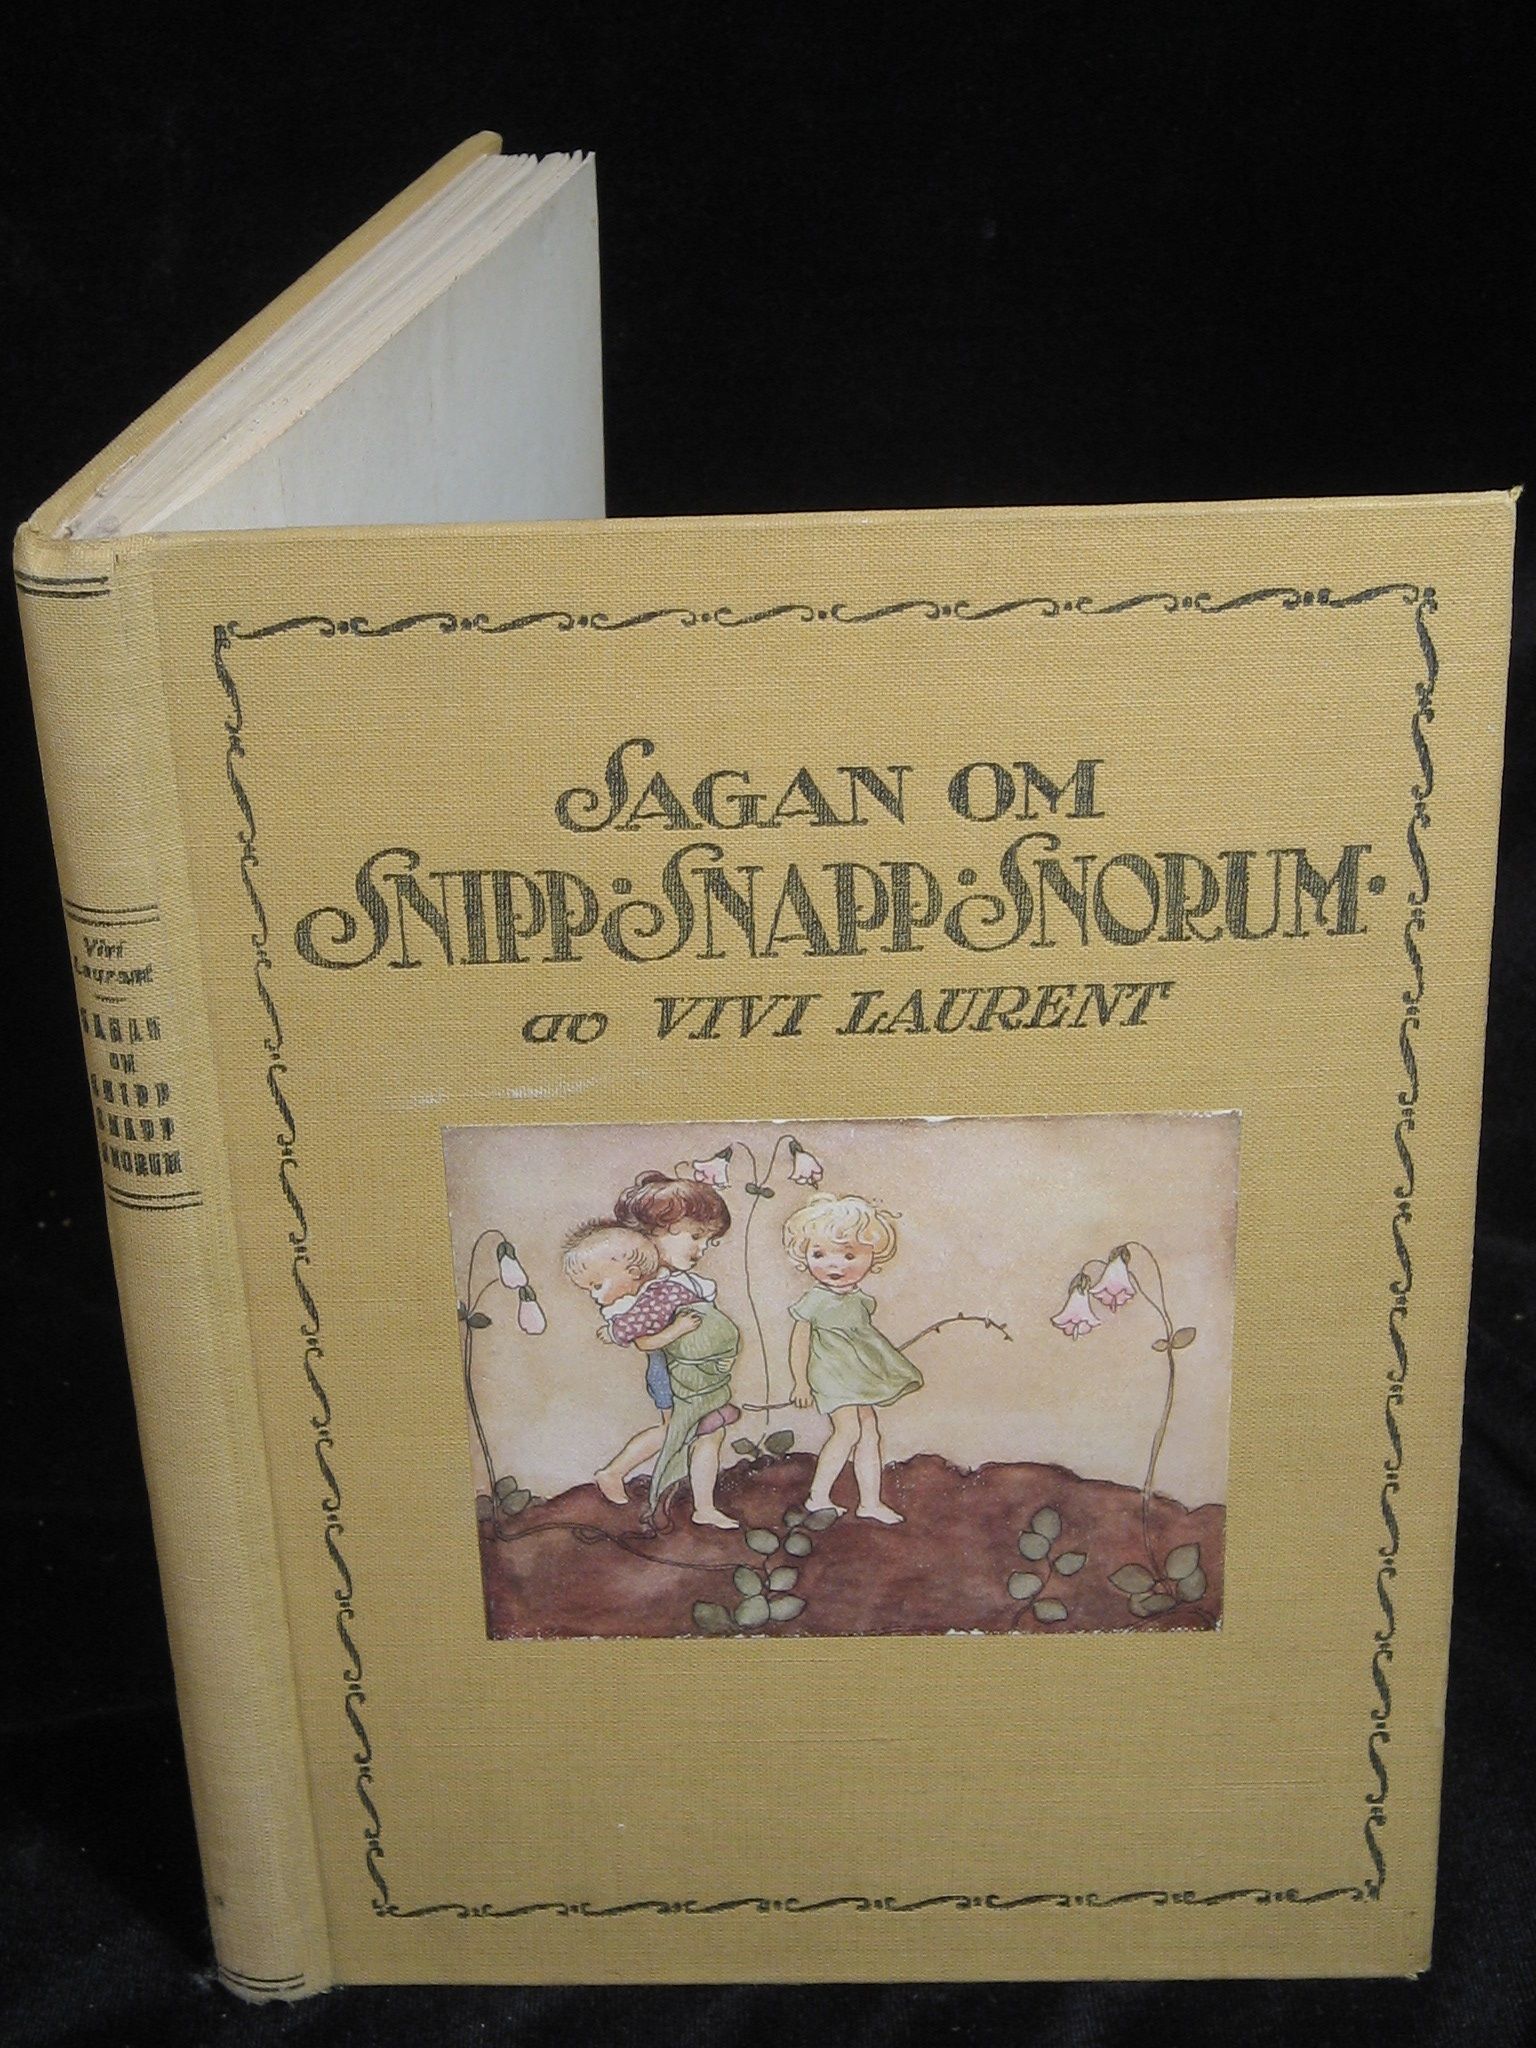 SAGAN OM
SNIPP·SNAPP·SNORUM·
av VIVI LAURENT
Vivi
Laurent
SAGAN
OM
SNIPP
SNAPP
SNORUM